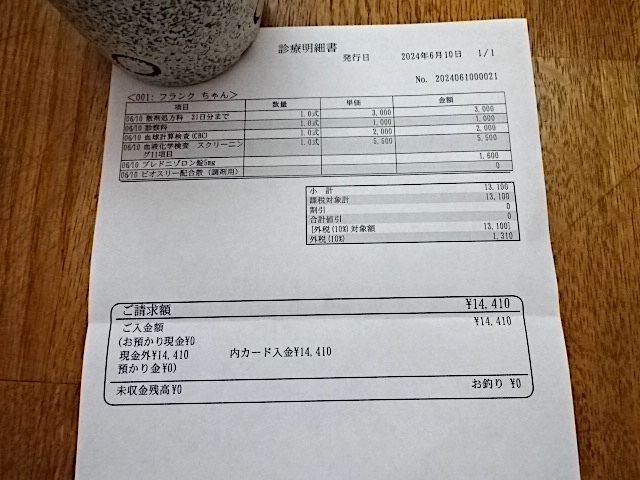 診療明細書
発行日 2024年6月10日 1/1
No. 2024061000021
<001: フランク ちゃん>
項目 数量 単価 金額
06/10 散剤処方料 31日分まで 1.0式 3,000 3,000
06/10 診察料 1.0式 1,000 1,000
06/10 血球計算検査(CBC) 1.0式 2,000 2,000
06/10 血液化学検査 スクリーニン 1.0式 5,500 5,500
グ11項目
06/10 プレドニゾロン錠5mg 1,600
06/10 ビオスリー配合散(調剤用) 0
小 計 13,100
課税対象計 13,100
割引 0
合計値引 0
[外税(10%)対象額 13,100]
外税(10%) 1,310
ご請求額 ¥14,410
ご入金額 ¥14,410
(お預かり現金¥0
現金外¥14,410 内カード入金¥14,410
預かり金¥0)
未収金残高¥0 お釣り ¥0